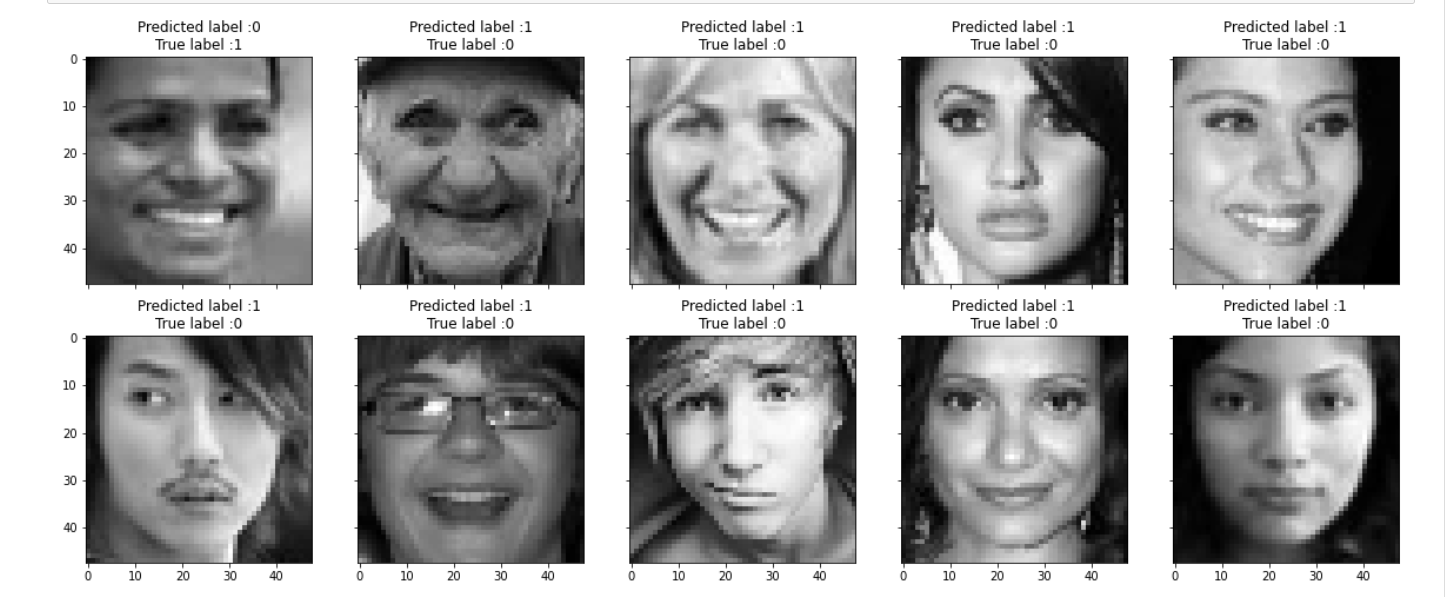 Predicted label :0
True label :1
Predicted label :1
True label :0
Predicted label :1
True label :0
Predicted label :1
True label :0
Predicted label :1
True label :0
0
10
20
30
40
Predicted label :1
True label :0
Predicted label :1
True label :0
Predicted label :1
True label :0
Predicted label :1
True label :0
Predicted label :1
True label :0
0
10
20
30
40
0 10 20 30 40
0 10 20 30 40
0 10 20 30 40
0 10 20 30 40
0 10 20 30 40